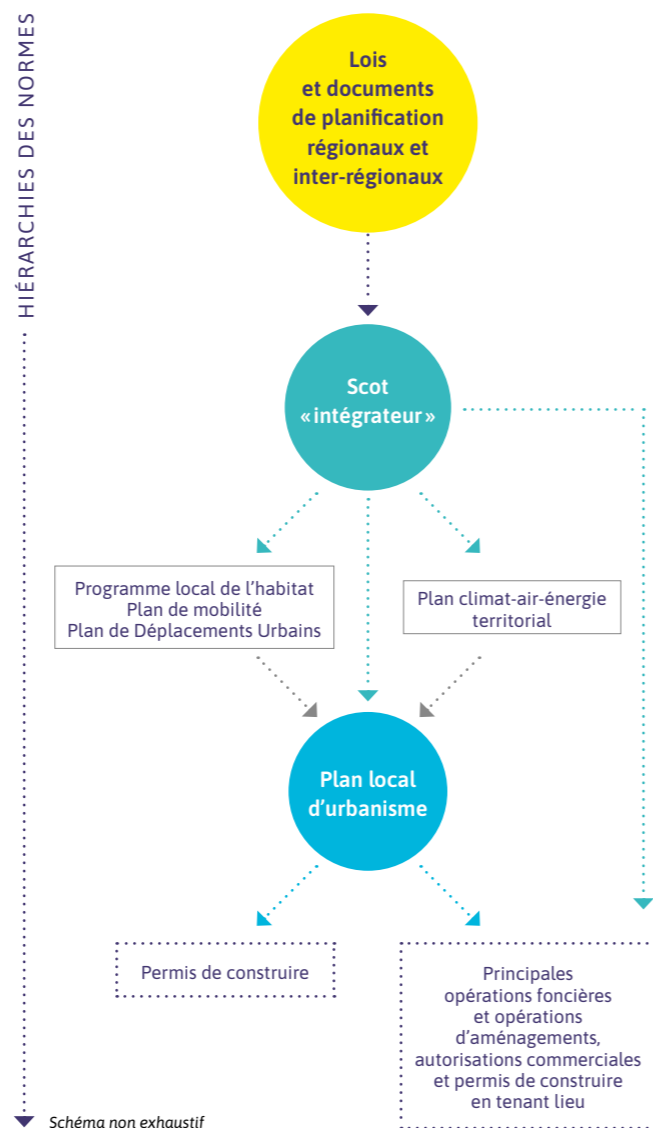 HIÉRARCHIES DES NORMES
Lois
et documents
de planification
régionaux et
inter-régionaux
Scot
« intégrateur »
Programme local de l’habitat
Plan de mobilité
Plan de Déplacements Urbains
Plan climat-air-énergie
territorial
Plan local
d’urbanisme
Permis de construire
Principales
opérations foncières
et opérations
d’aménagements,
autorisations commerciales
et permis de construire
en tenant lieu
Schéma non exhaustif